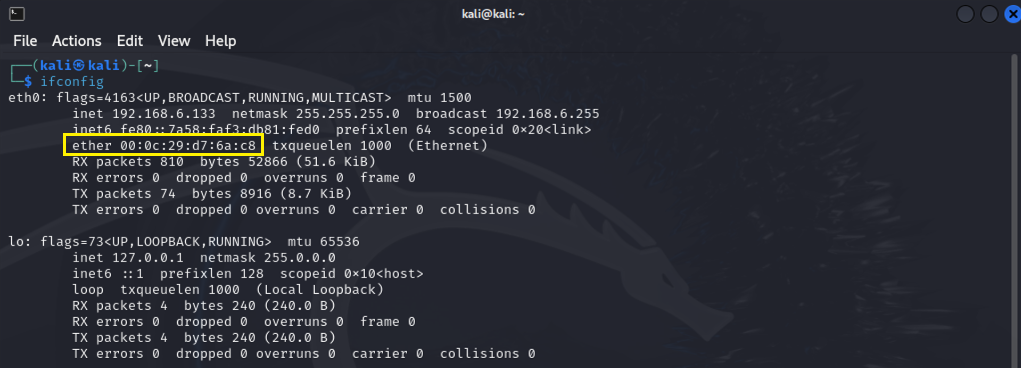 kali@kali: ~
File Actions Edit View Help
┌──(kali㉿kali)-[~]
└─$ ifconfig
eth0: flags=4163<UP,BROADCAST,RUNNING,MULTICAST>  mtu 1500
        inet 192.168.6.133  netmask 255.255.255.0  broadcast 192.168.6.255
        inet6 fe80::7a58:faf3:db81:fed0  prefixlen 64  scopeid 0×20<link>
        ether 00:0c:29:d7:6a:c8  txqueuelen 1000  (Ethernet)
        RX packets 810  bytes 52866 (51.6 KiB)
        RX errors 0  dropped 0  overruns 0  frame 0
        TX packets 74  bytes 8916 (8.7 KiB)
        TX errors 0  dropped 0 overruns 0  carrier 0  collisions 0
lo: flags=73<UP,LOOPBACK,RUNNING>  mtu 65536
        inet 127.0.0.1  netmask 255.0.0.0
        inet6 ::1  prefixlen 128  scopeid 0×10<host>
        loop  txqueuelen 1000  (Local Loopback)
        RX packets 4  bytes 240 (240.0 B)
        RX errors 0  dropped 0  overruns 0  frame 0
        TX packets 4  bytes 240 (240.0 B)
        TX errors 0  dropped 0 overruns 0  carrier 0  collisions 0